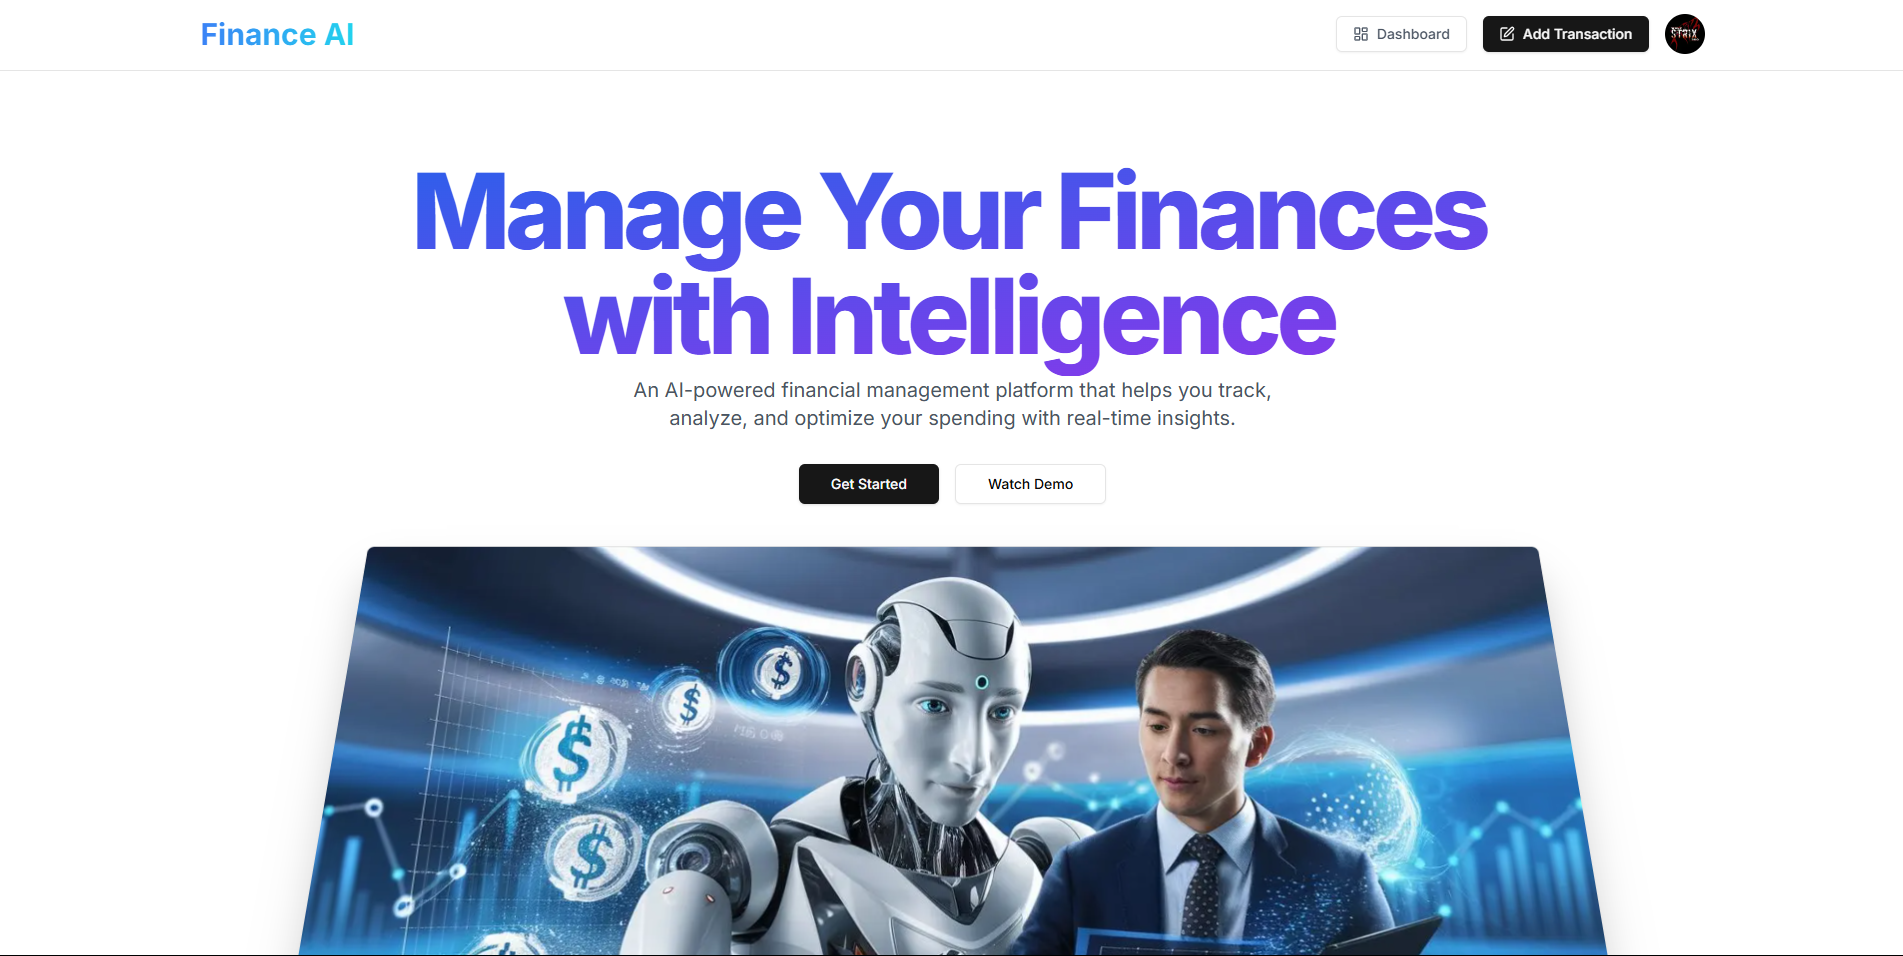 Finance AI
Dashboard
Add Transaction
STRIX
Manage Your Finances
with Intelligence
An AI-powered financial management platform that helps you track,
analyze, and optimize your spending with real-time insights.
Get Started
Watch Demo
$
$
$
$